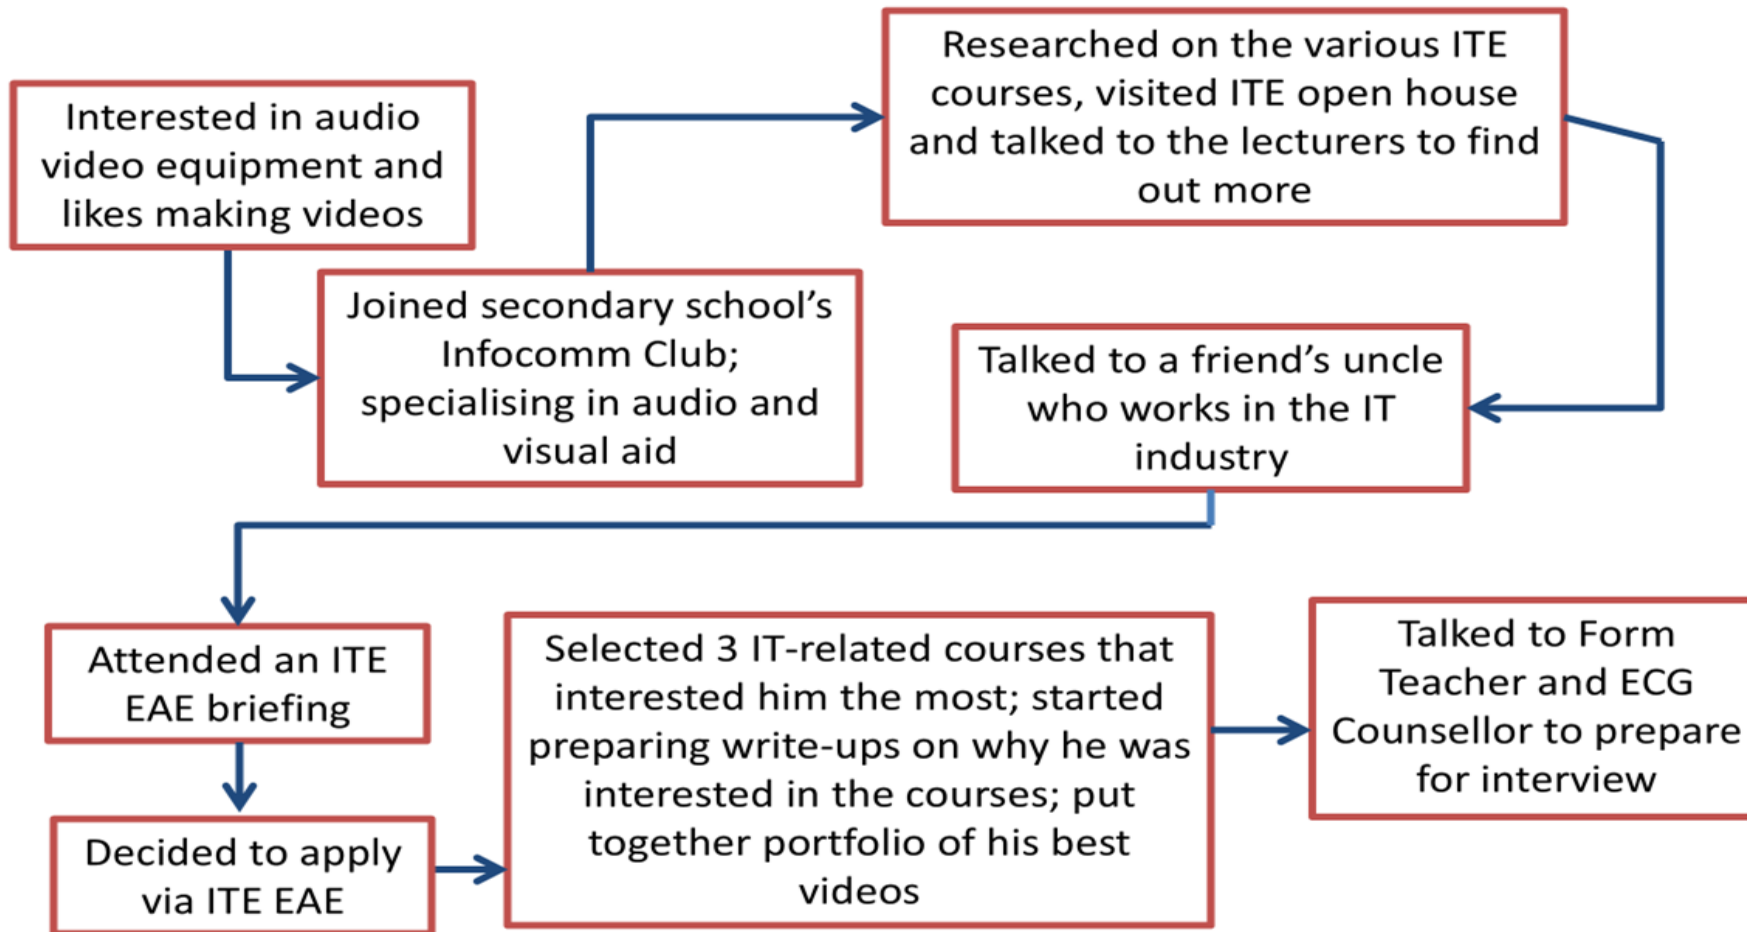 Interested in audio
video equipment and
likes making videos
Joined secondary school’s
Infocomm Club;
specialising in audio and
visual aid
Researched on the various ITE
courses, visited ITE open house
and talked to the lecturers to find
out more
Talked to a friend’s uncle
who works in the IT
industry
Attended an ITE
EAE briefing
Decided to apply
via ITE EAE
Selected 3 IT-related courses that
interested him the most; started
preparing write-ups on why he was
interested in the courses; put
together portfolio of his best
videos
Talked to Form
Teacher and ECG
Counsellor to prepare
for interview